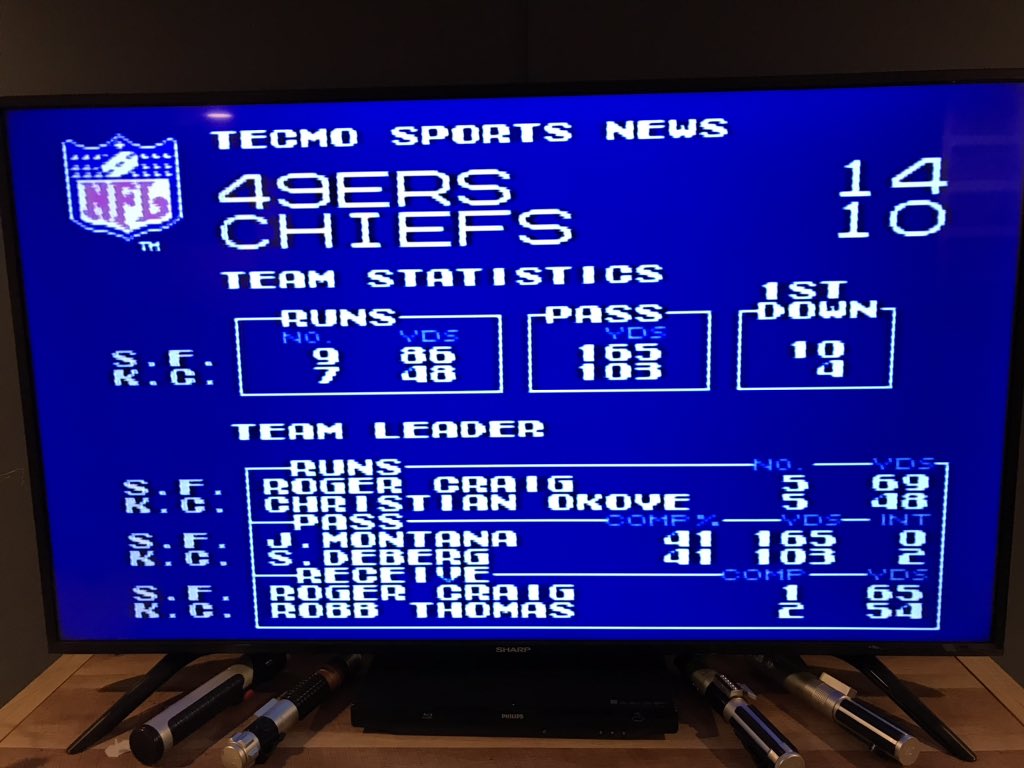 TECMO SPORTS NEWS
NFL
TM
49ERS 14
CHIEFS 10
TEAM STATISTICS
RUNS PASS 1ST DOWN
NO. YDS YDS
S.F. 9 86 165 10
K.C. 7 48 103 4
TEAM LEADER
RUNS NO. YDS
S.F. ROGER CRAIG 5 69
K.C. CHRISTIAN OKOYE 5 48
PASS COMP% YDS INT
S.F. J.MONTANA 41 165 0
K.C. S.DEBERG 41 103 2
RECEIVE COMP YDS
S.F. ROGER CRAIG 1 65
K.C. ROBB THOMAS 2 54
SHARP
PHILIPS